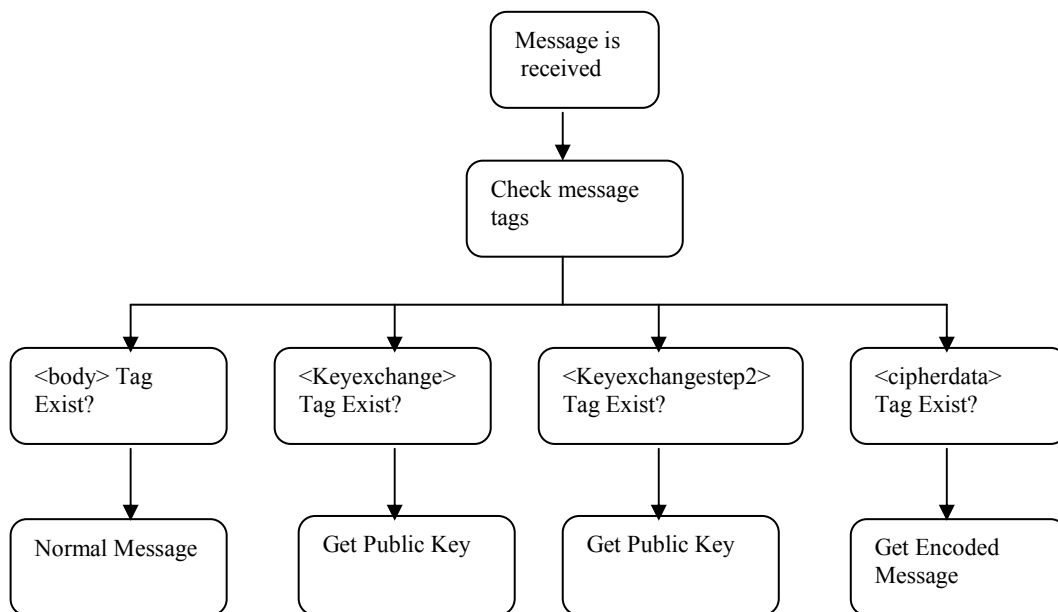 Message is
received
Check message
tags
<body> Tag
Exist?
<Keyexchange>
Tag Exist?
<Keyexchangestep2>
Tag Exist?
<cipherdata>
Tag Exist?
Normal Message
Get Public Key
Get Public Key
Get Encoded
Message